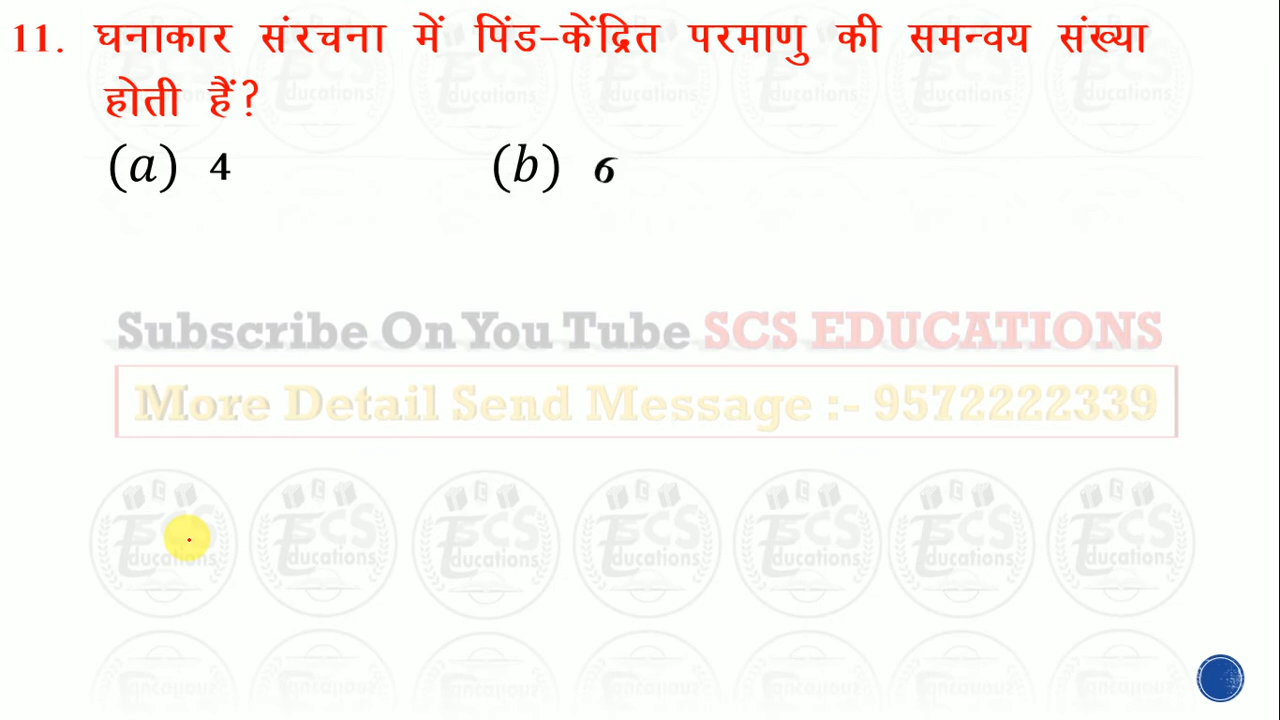 11. घनाकार संरचना में पिंड-केंद्रित परमाणु की समन्वय संख्या
होती हैं?
(a) 4 (b) 6
Subscribe On You Tube SCS EDUCATIONS
More Detail Send Message :- 9572222339